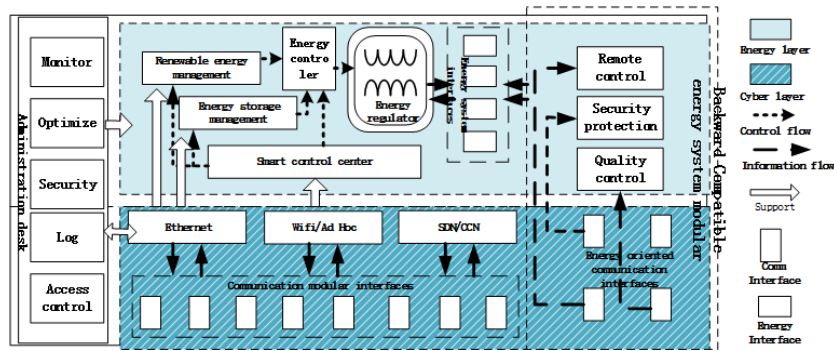 Administration desk
Monitor
Optimize
Security
Log
Access
control
Renewable energy
management
Energy storage
management
Energy
controller
Energy
regulator
Smart control center
Energy system
interfaces
Remote
control
Security
protection
Quality
control
Backward-Compatible
energy system modular
Ethernet
Wifi/Ad Hoc
SDN/CCN
Communication modular interfaces
Energy oriented
communication
interfaces
Energy layer
Cyber layer
Control flow
Information flow
Support
Comm
Interface
Energy
Interface